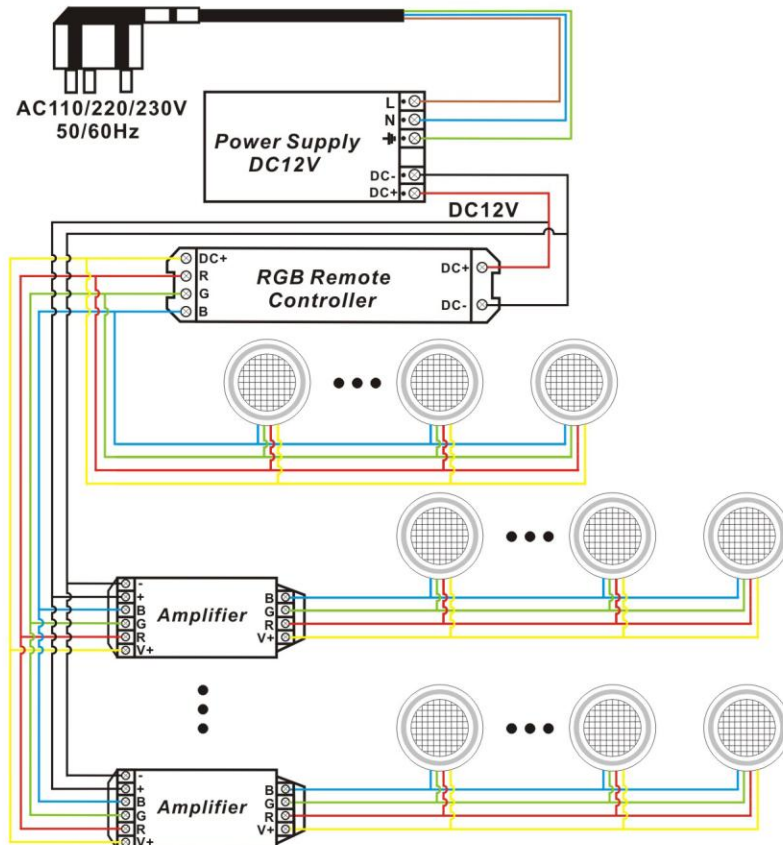 AC110/220/230V
50/60Hz
Power Supply
DC12V
L
N
DC-
DC+
DC12V
DC+
R
G
B
RGB Remote
Controller
DC+
DC-
-
+
B
G
R
V+
Amplifier
B
G
R
V+
-
+
B
G
R
V+
Amplifier
B
G
R
V+